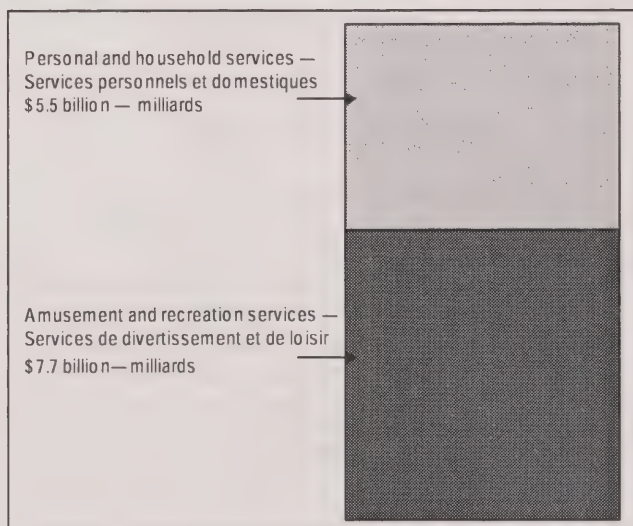 Personal and household services —
Services personnels et domestiques
$5.5 billion — milliards
Amusement and recreation services —
Services de divertissement et de loisir
$7.7 billion — milliards